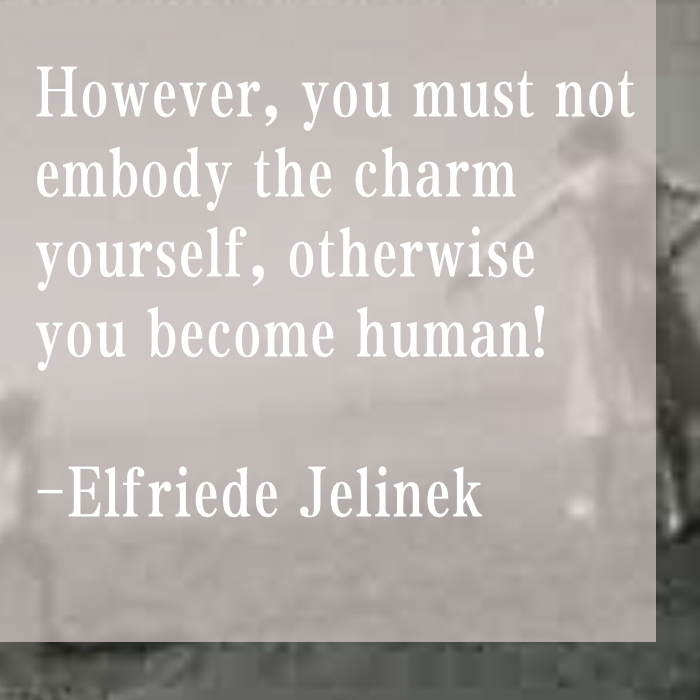 However, you must not
embody the charm
yourself, otherwise
you become human!
-Elfriede Jelinek